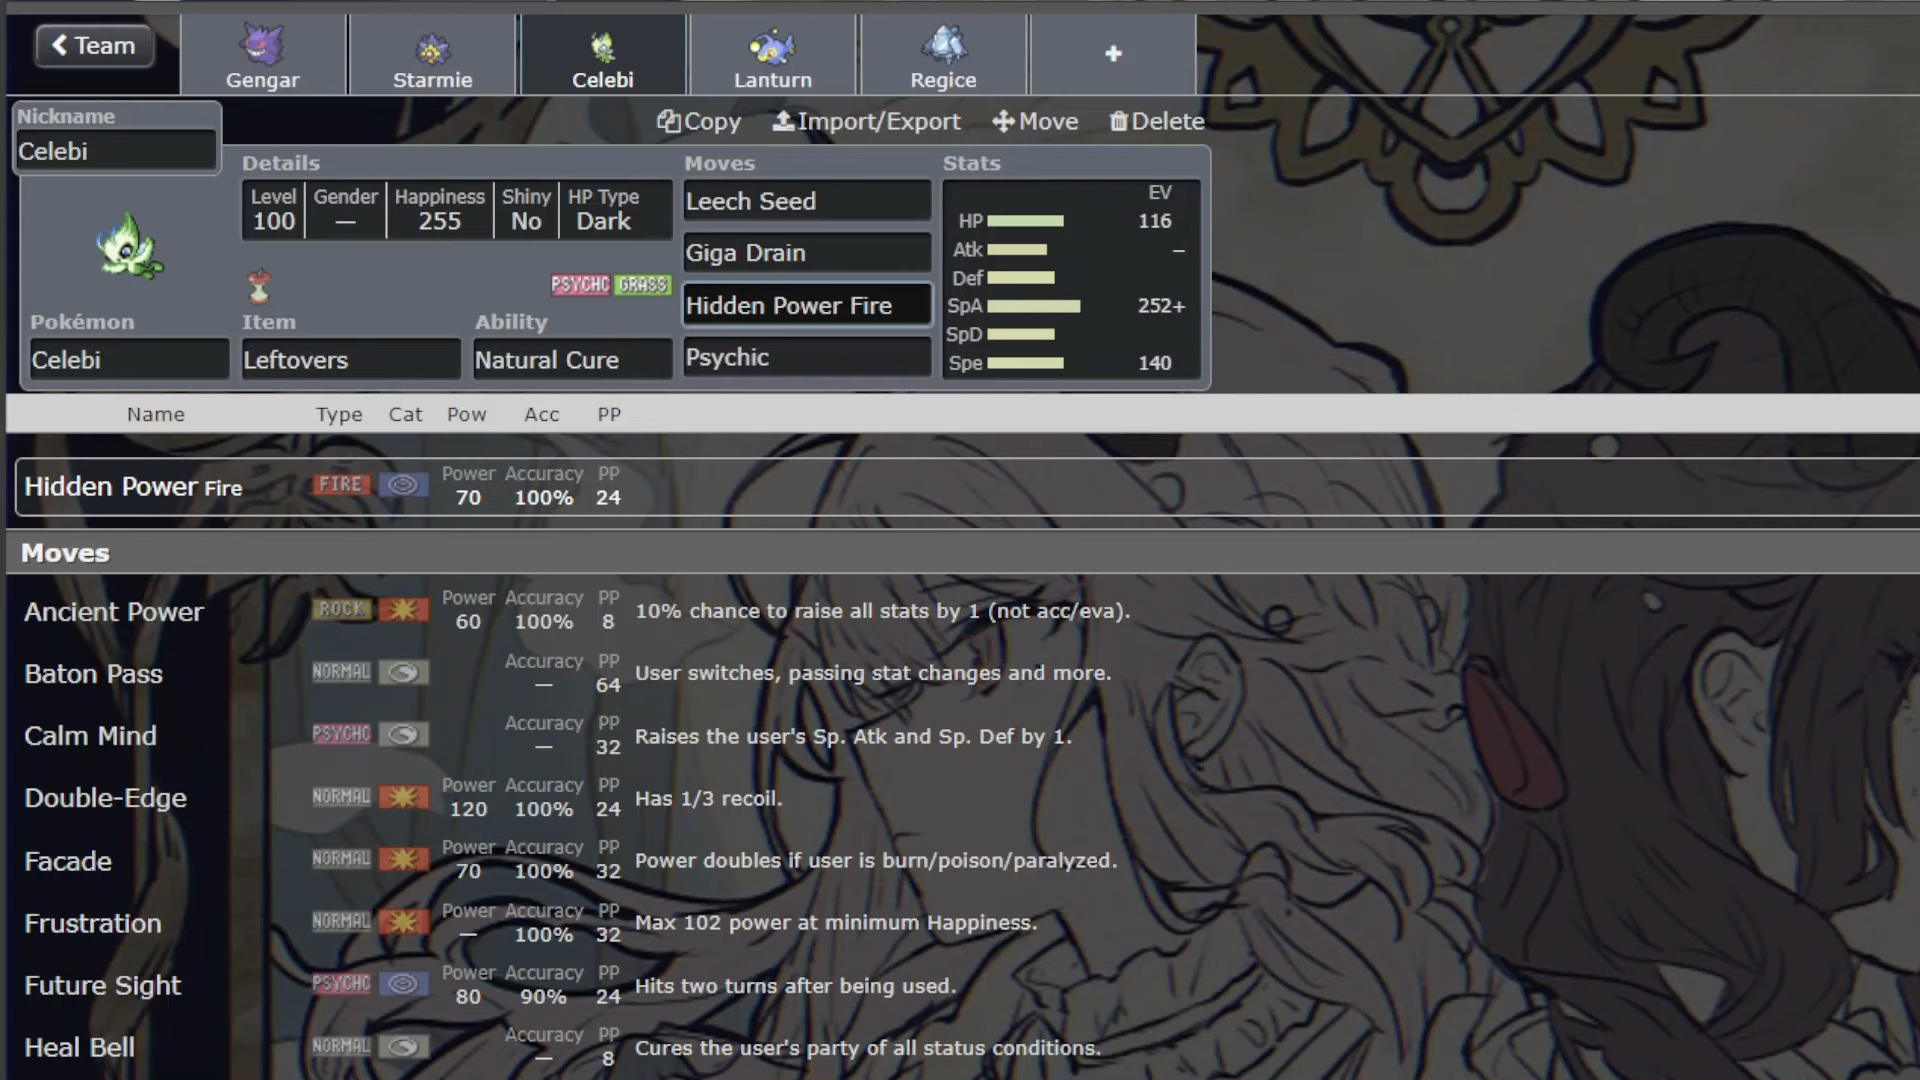 Team
Gengar
Starmie
Celebi
Lanturn
Regice
+
Nickname
Celebi
Copy
Import/Export
Move
Delete
Details
Moves
Stats
Level
100
Gender
—
Happiness
255
Shiny
No
HP Type
Dark
PSYCHC GRASS
Pokémon
Celebi
Item
Leftovers
Ability
Natural Cure
Leech Seed
Giga Drain
Hidden Power Fire
Psychic
EV
HP 116
Atk –
Def
SpA 252+
SpD
Spe 140
Name Type Cat Pow Acc PP
Hidden Power Fire FIRE Power 70 Accuracy 100% PP 24
Moves
Ancient Power ROCK Power 60 Accuracy 100% PP 8 10% chance to raise all stats by 1 (not acc/eva).
Baton Pass NORMAL Accuracy — PP 64 User switches, passing stat changes and more.
Calm Mind PSYCHC Accuracy — PP 32 Raises the user's Sp. Atk and Sp. Def by 1.
Double-Edge NORMAL Power 120 Accuracy 100% PP 24 Has 1/3 recoil.
Facade NORMAL Power 70 Accuracy 100% PP 32 Power doubles if user is burn/poison/paralyzed.
Frustration NORMAL Power — Accuracy 100% PP 32 Max 102 power at minimum Happiness.
Future Sight PSYCHC Power 80 Accuracy 90% PP 24 Hits two turns after being used.
Heal Bell NORMAL Accuracy — PP 8 Cures the user's party of all status conditions.